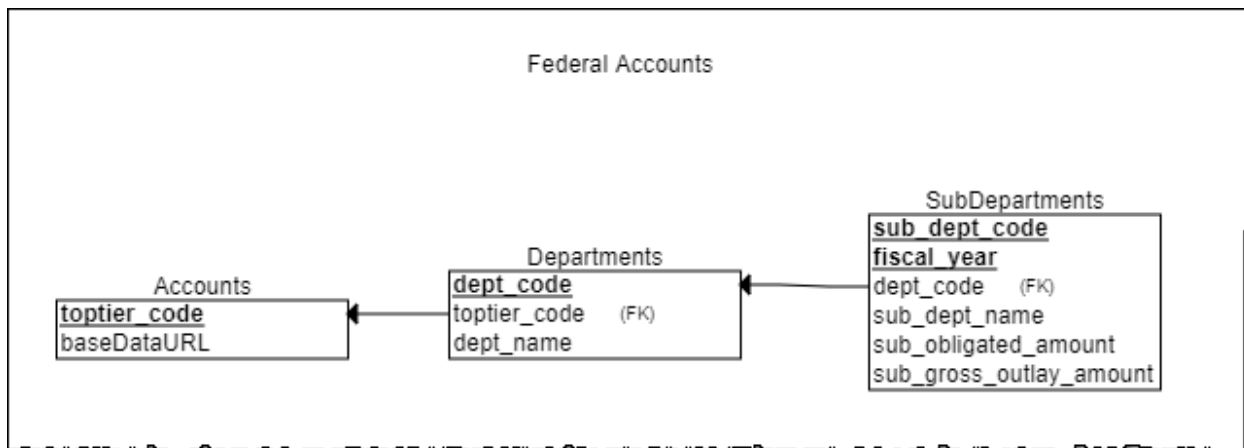 Federal Accounts
SubDepartments
sub_dept_code
fiscal_year
dept_code (FK)
sub_dept_name
sub_obligated_amount
sub_gross_outlay_amount
Departments
dept_code
toptier_code (FK)
dept_name
Accounts
toptier_code
baseDataURL